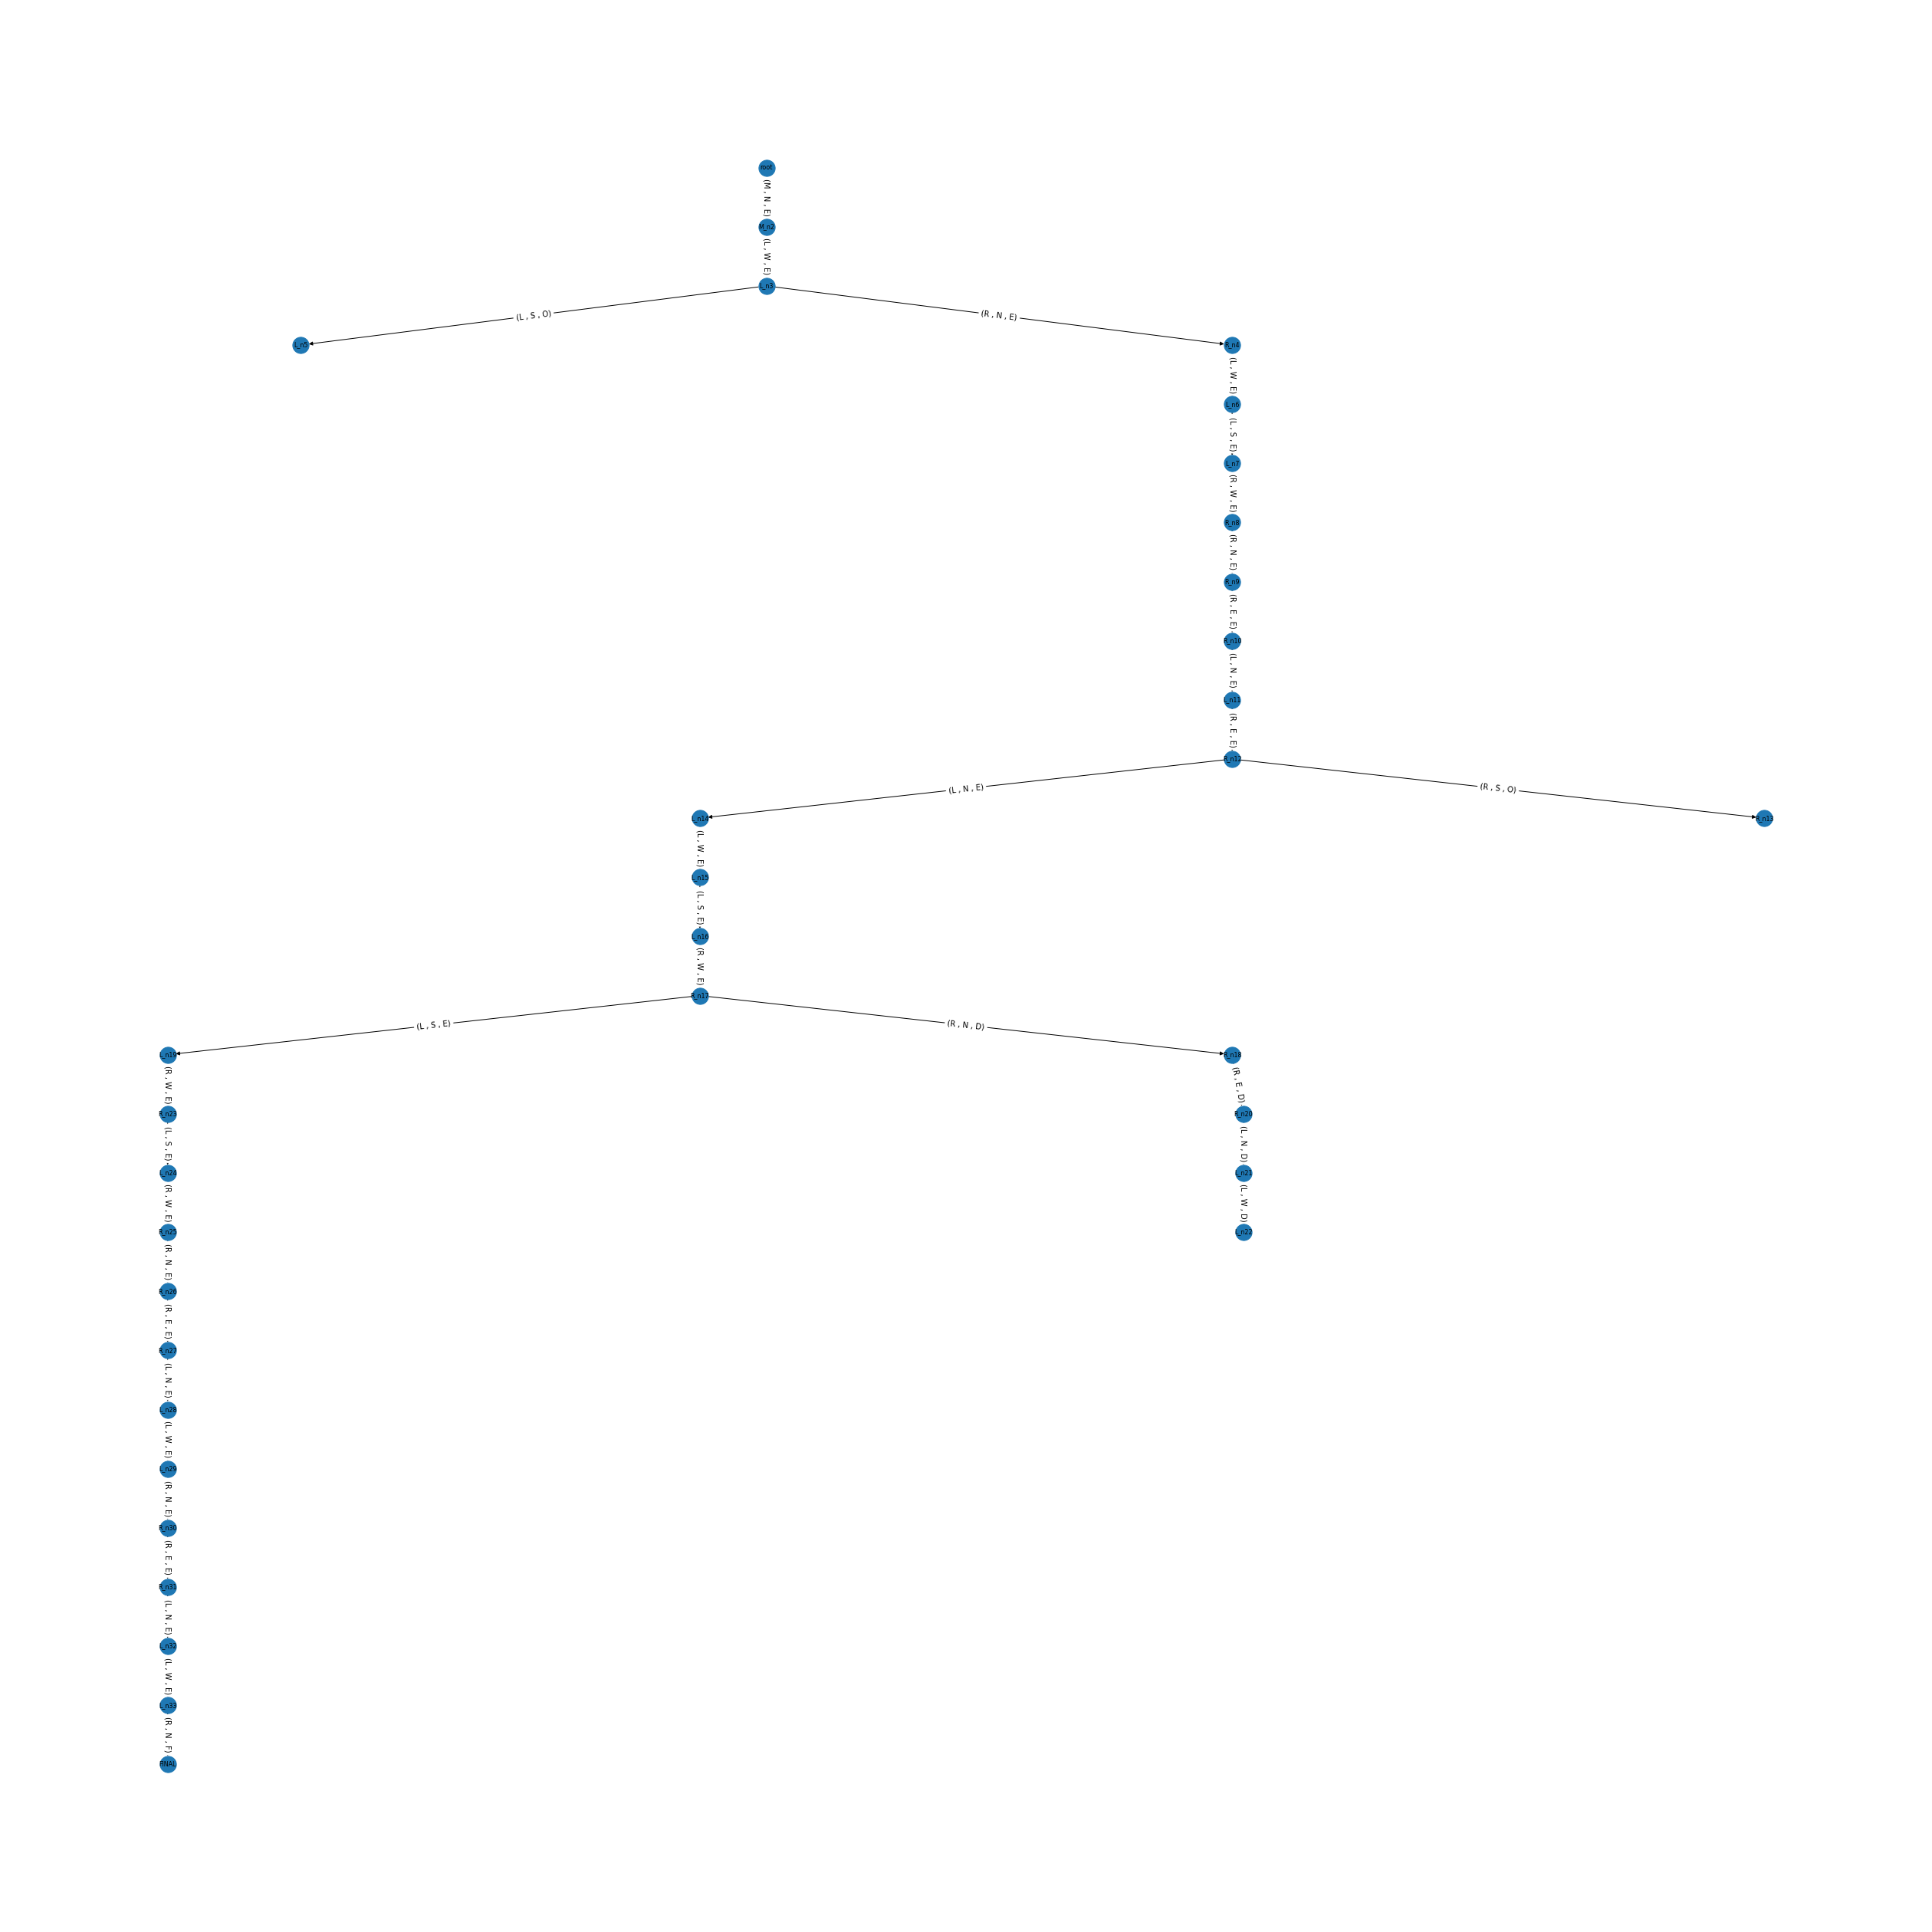 root
(M , N , E)
M_n2
(L , W , E)
L_n3
(L , S , O)
(R , N , E)
L_n5
R_n4
(L , W , E)
L_n6
(L , S , E)
L_n7
(R , W , E)
R_n8
(R , N , E)
R_n9
(R , E , E)
R_n10
(L , N , E)
L_n11
(R , E , E)
R_n12
(L , N , E)
(R , S , O)
L_n14
R_n13
(L , W , E)
L_n15
(L , S , E)
L_n16
(R , W , E)
R_n17
(L , S , E)
(R , N , D)
L_n19
R_n18
(R , W , E)
(R , E , D)
R_n23
R_n20
(L , S , E)
(L , N , D)
L_n24
L_n21
(R , W , E)
(L , W , D)
R_n25
L_n22
(R , N , E)
R_n26
(R , E , E)
R_n27
(L , N , E)
L_n28
(L , W , E)
L_n29
(R , N , E)
R_n30
(R , E , E)
R_n31
(L , N , E)
L_n32
(L , W , E)
L_n33
(R , N , F)